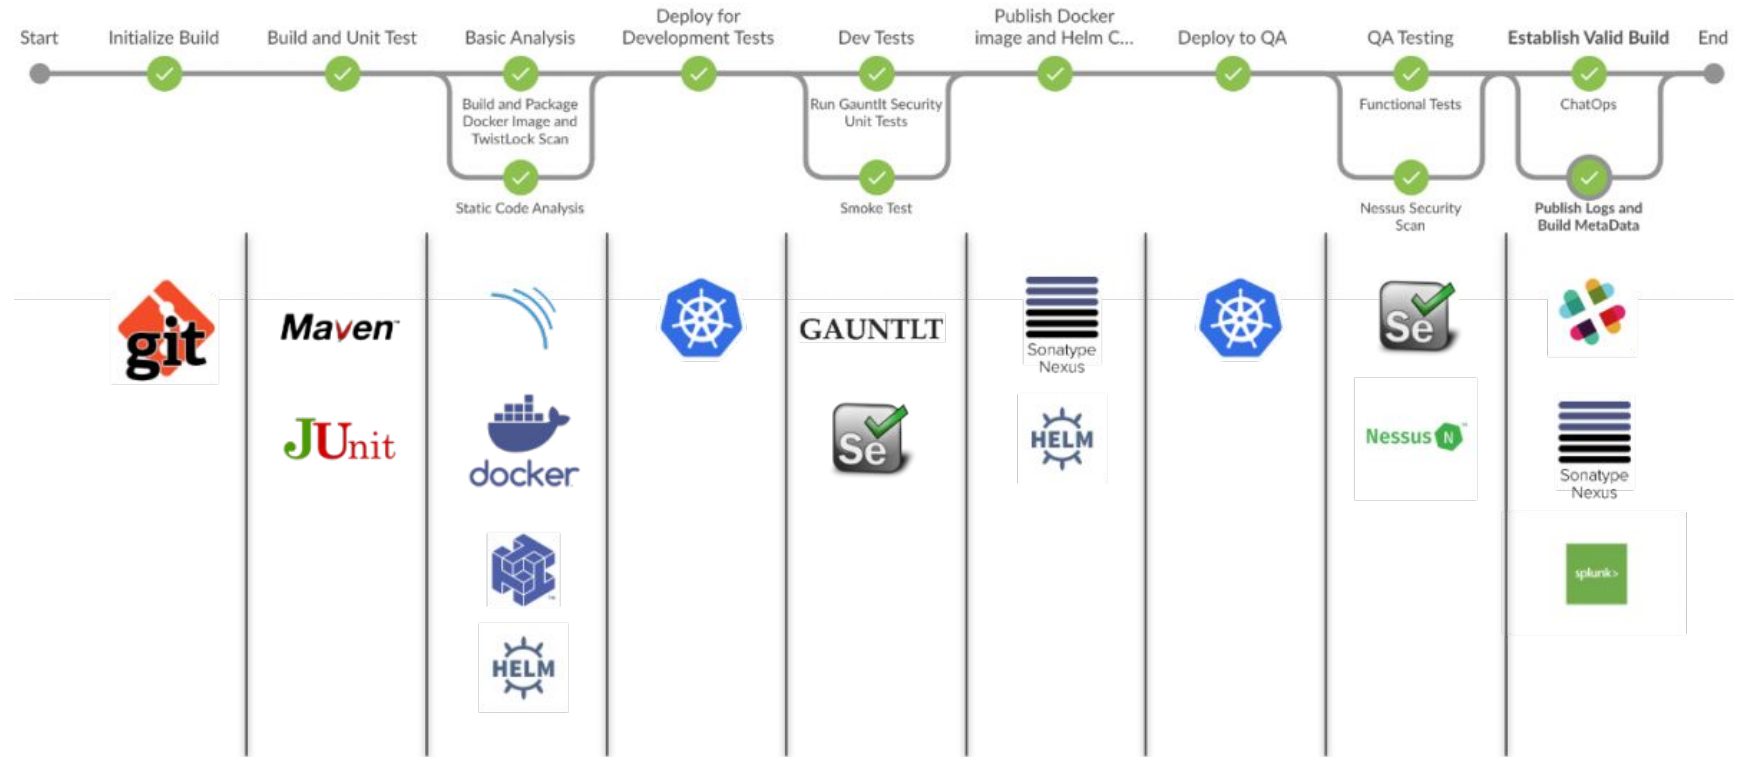 Start
Initialize Build
Build and Unit Test
Basic Analysis
Deploy for
Development Tests
Dev Tests
Publish Docker
image and Helm C...
Deploy to QA
QA Testing
Establish Valid Build
End
Build and Package
Docker Image and
TwistLock Scan
Run Gauntlt Security
Unit Tests
Functional Tests
ChatOps
Static Code Analysis
Smoke Test
Nessus Security
Scan
Publish Logs and
Build MetaData
git
Maven™
JUnit
docker
HELM
GAUNTLT
Se
Sonatype
Nexus
HELM
Se
Nessus N
Sonatype
Nexus
splunk>